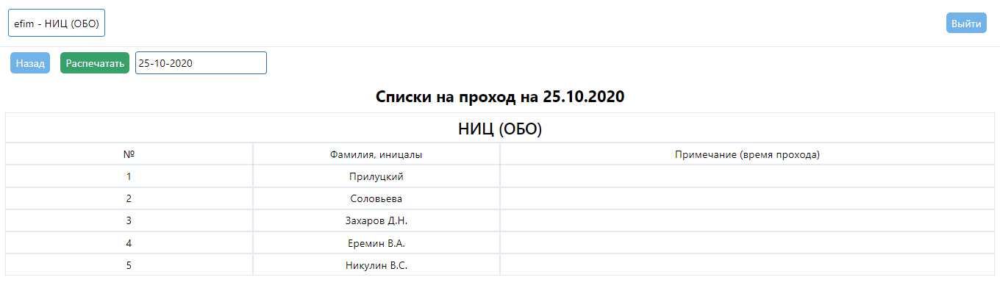 efim - НИЦ (ОБО) Выйти
Назад Распечатать 25-10-2020
Списки на проход на 25.10.2020
НИЦ (ОБО)
№ Фамилия, иницалы Примечание (время прохода)
1 Прилуцкий
2 Соловьева
3 Захаров Д.Н.
4 Еремин В.А.
5 Никулин В.С.